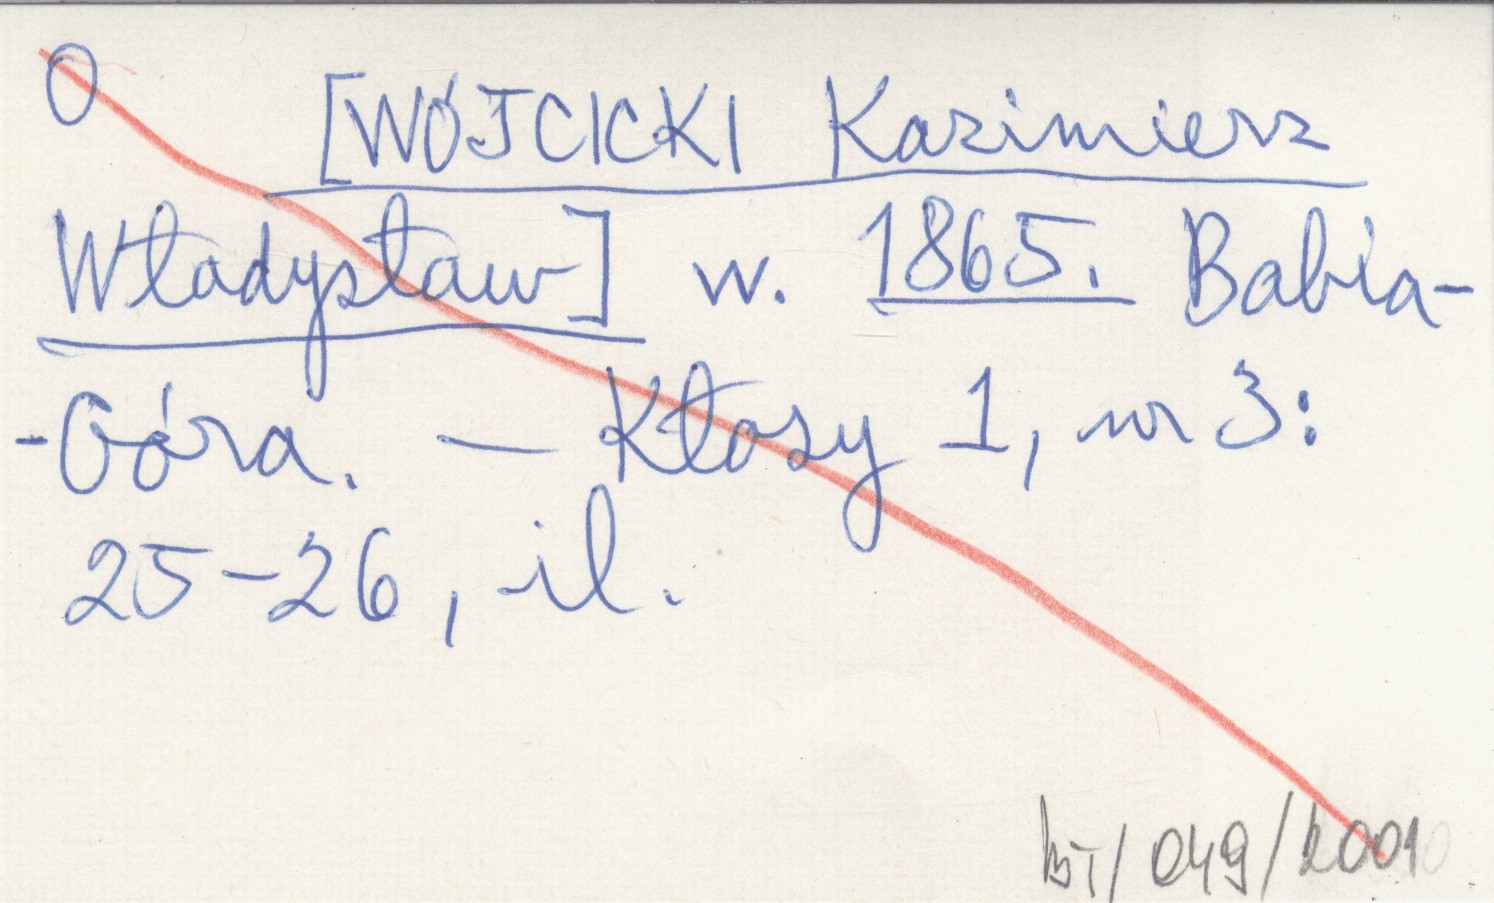 O [WÓJCICKI Kazimierz
Władysław] w. 1865. Babia-
-Góra. — Kłosy 1, nr 3:
25-26, il.
BT/049/2001